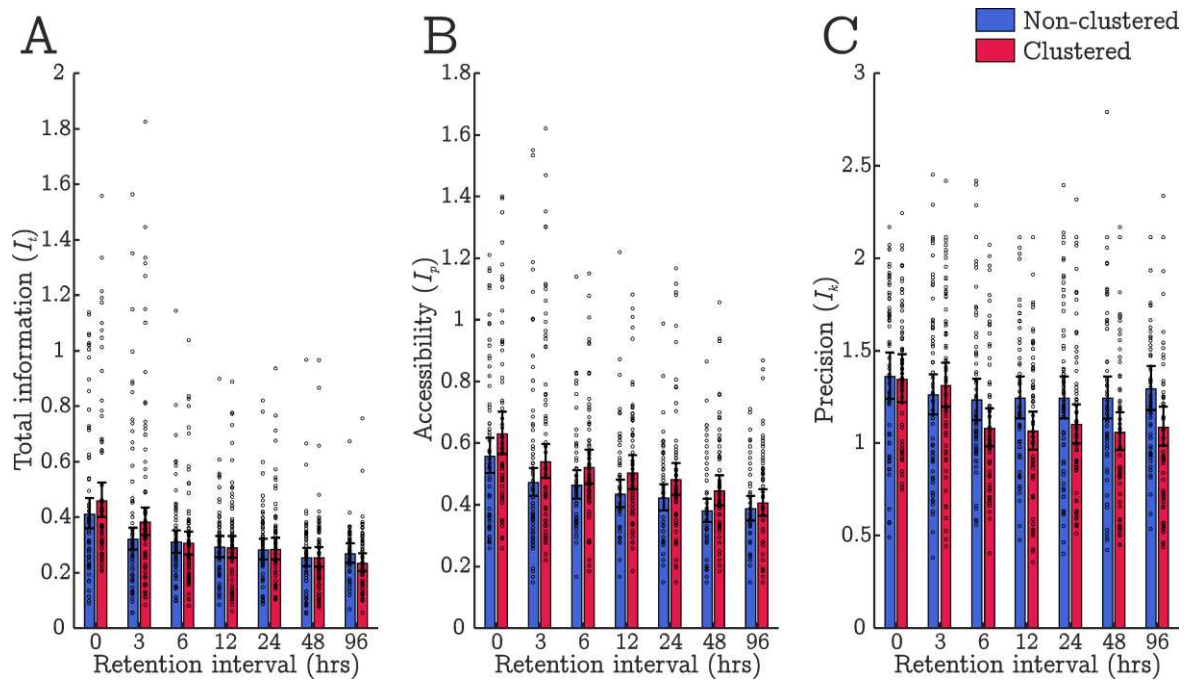 A
B
C
Non-clustered
Clustered
Total information (I_t)
2
1.8
1.6
1.4
1.2
1
0.8
0.6
0.4
0.2
0
0 3 6 12 24 48 96
Retention interval (hrs)
Accessibility (I_p)
1.8
1.6
1.4
1.2
1
0.8
0.6
0.4
0.2
0
0 3 6 12 24 48 96
Retention interval (hrs)
Precision (I_k)
3
2.5
2
1.5
1
0.5
0
0 3 6 12 24 48 96
Retention interval (hrs)